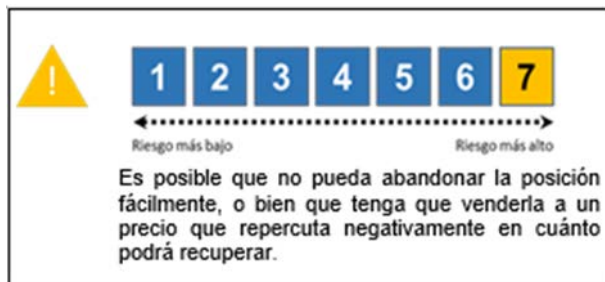 !
1 2 3 4 5 6 7
Riesgo más bajo Riesgo más alto
Es posible que no pueda abandonar la posición
fácilmente, o bien que tenga que venderla a un
precio que repercuta negativamente en cuánto
podrá recuperar.